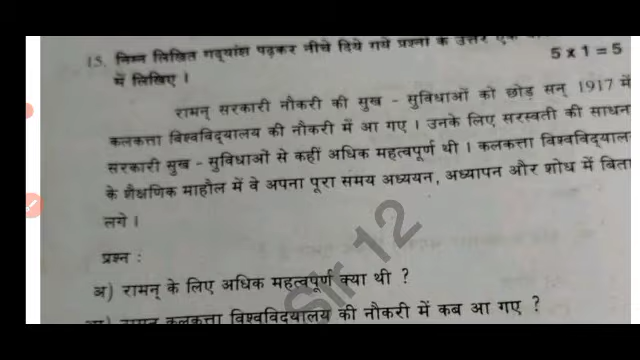 15. निम्न लिखित गद्यांश पढ़कर नीचे दिये गये प्रश्नों के उत्तर एक
में लिखिए ।
5 x 1 = 5
रामन् सरकारी नौकरी की सुख - सुविधाओं को छोड़ सन् 1917 में
कलकत्ता विश्वविद्यालय की नौकरी में आ गए । उनके लिए सरस्वती की साधन
सरकारी सुख - सुविधाओं से कहीं अधिक महत्वपूर्ण थी । कलकत्ता विश्वविद्याल
के शैक्षणिक माहौल में वे अपना पूरा समय अध्ययन, अध्यापन और शोध में बिता
लगे ।
प्रश्न :
अ) रामन् के लिए अधिक महत्वपूर्ण क्या थी ?
कलकत्ता विश्वविद्यालय की नौकरी में कब आ गए ?
Sir 12